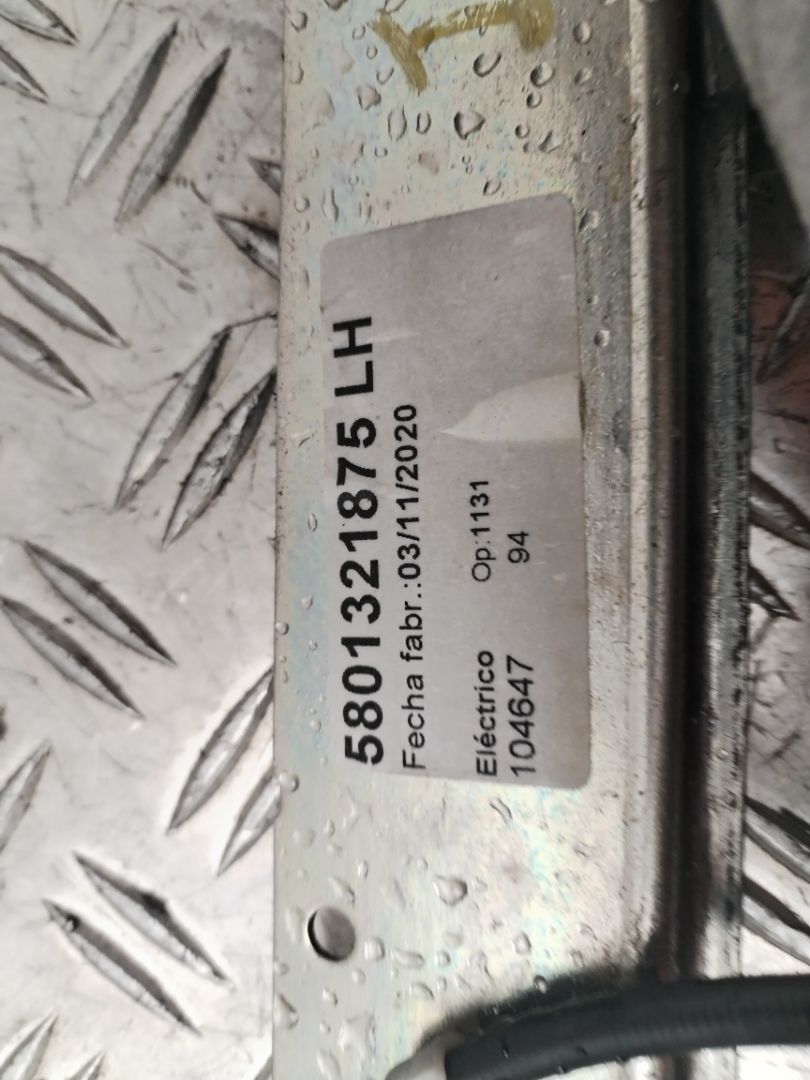 5801321875 LH
Fecha fabr.:03/11/2020
Eléctrico Op:1131
104647 94